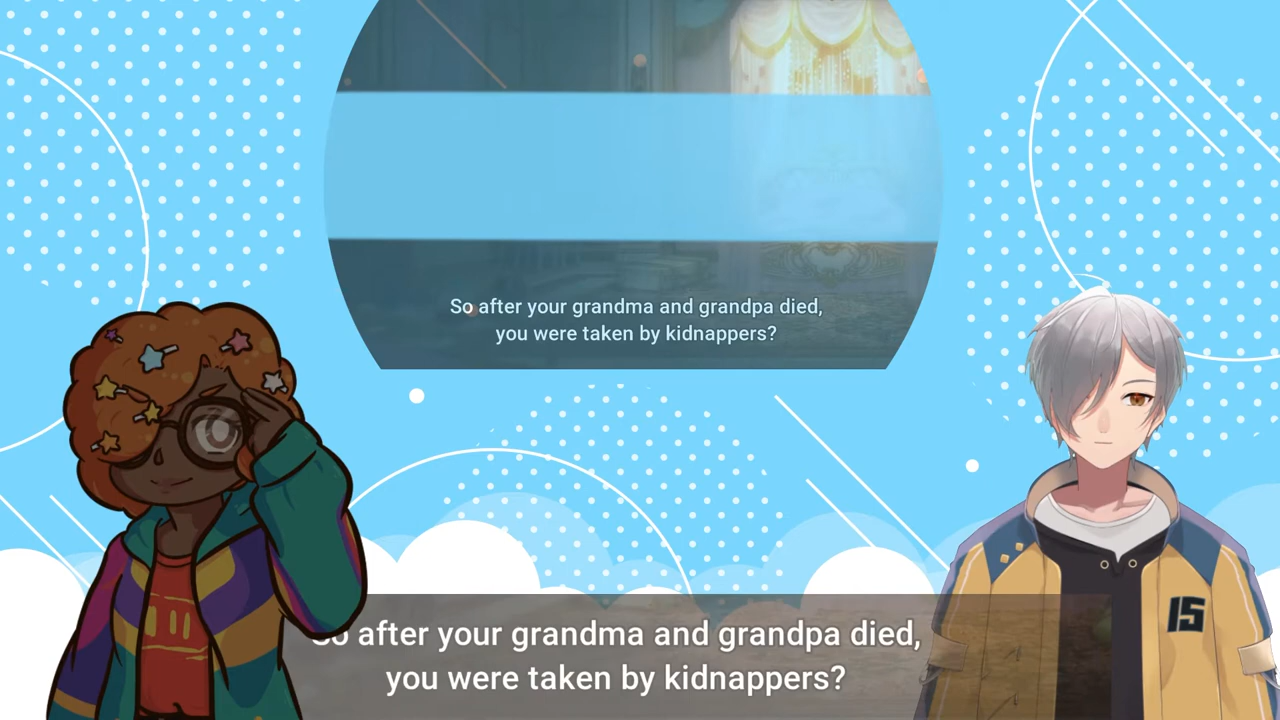 So after your grandma and grandpa died,
you were taken by kidnappers?
15
So after your grandma and grandpa died,
you were taken by kidnappers?